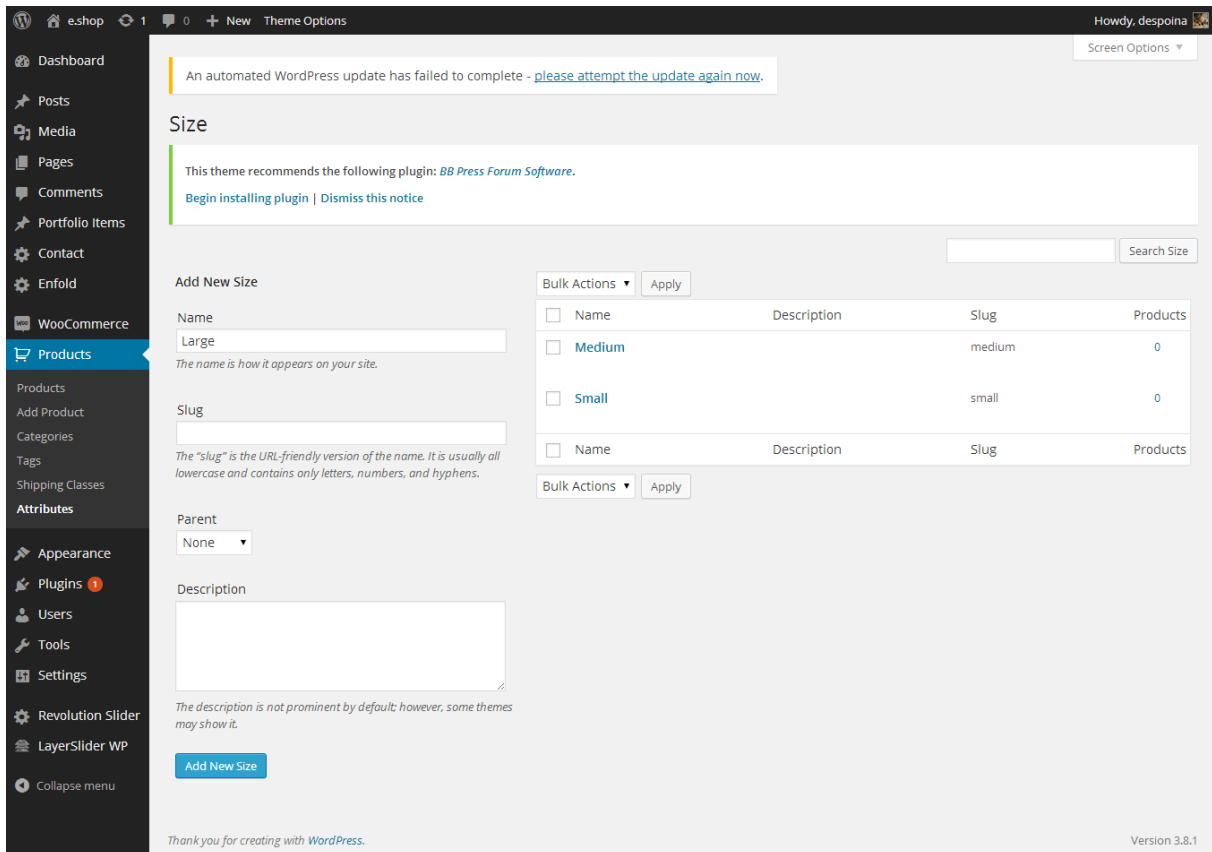 e.shop 1 0 + New Theme Options Howdy, despoina
Screen Options ▼
Dashboard
Posts
Media
Pages
Comments
Portfolio Items
Contact
Enfold
WooCommerce
Products
Products
Add Product
Categories
Tags
Shipping Classes
Attributes
Appearance
Plugins 1
Users
Tools
Settings
Revolution Slider
LayerSlider WP
Collapse menu
An automated WordPress update has failed to complete - please attempt the update again now.
Size
This theme recommends the following plugin: BB Press Forum Software.
Begin installing plugin | Dismiss this notice
Search Size
Add New Size
Name
Large
The name is how it appears on your site.
Slug
The “slug” is the URL-friendly version of the name. It is usually all
lowercase and contains only letters, numbers, and hyphens.
Parent
None
Description
The description is not prominent by default; however, some themes
may show it.
Add New Size
Bulk Actions Apply
Name Description Slug Products
Medium medium 0
Small small 0
Name Description Slug Products
Bulk Actions Apply
Thank you for creating with WordPress.
Version 3.8.1